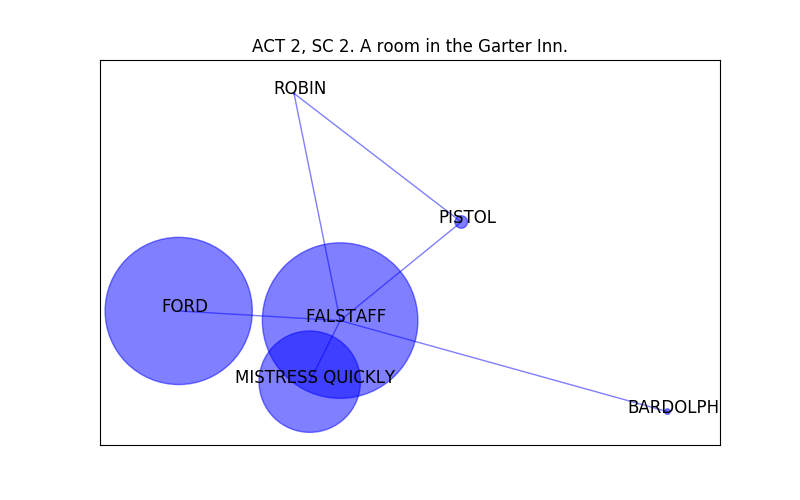 ACT 2, SC 2. A room in the Garter Inn.
ROBIN
PISTOL
FORD
FALSTAFF
MISTRESS QUICKLY
BARDOLPH